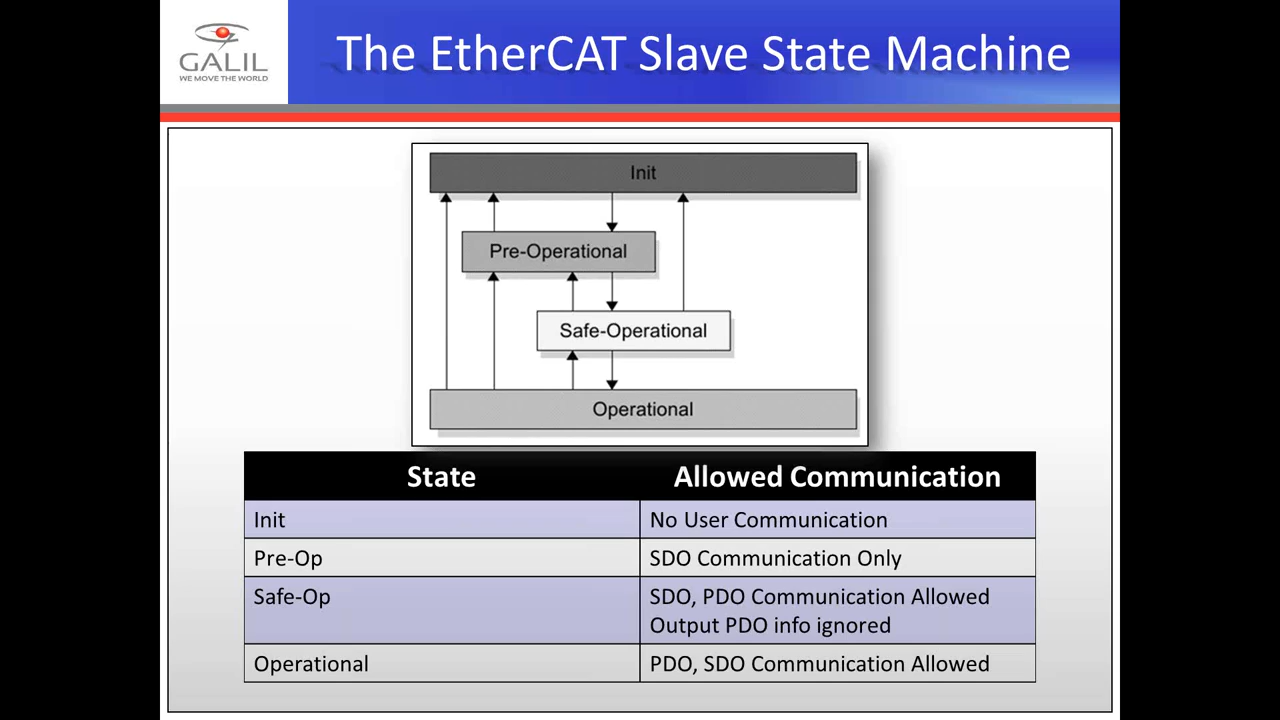 GALIL
WE MOVE THE WORLD
The EtherCAT Slave State Machine
Init
Pre-Operational
Safe-Operational
Operational
State
Allowed Communication
Init
No User Communication
Pre-Op
SDO Communication Only
Safe-Op
SDO, PDO Communication Allowed
Output PDO info ignored
Operational
PDO, SDO Communication Allowed